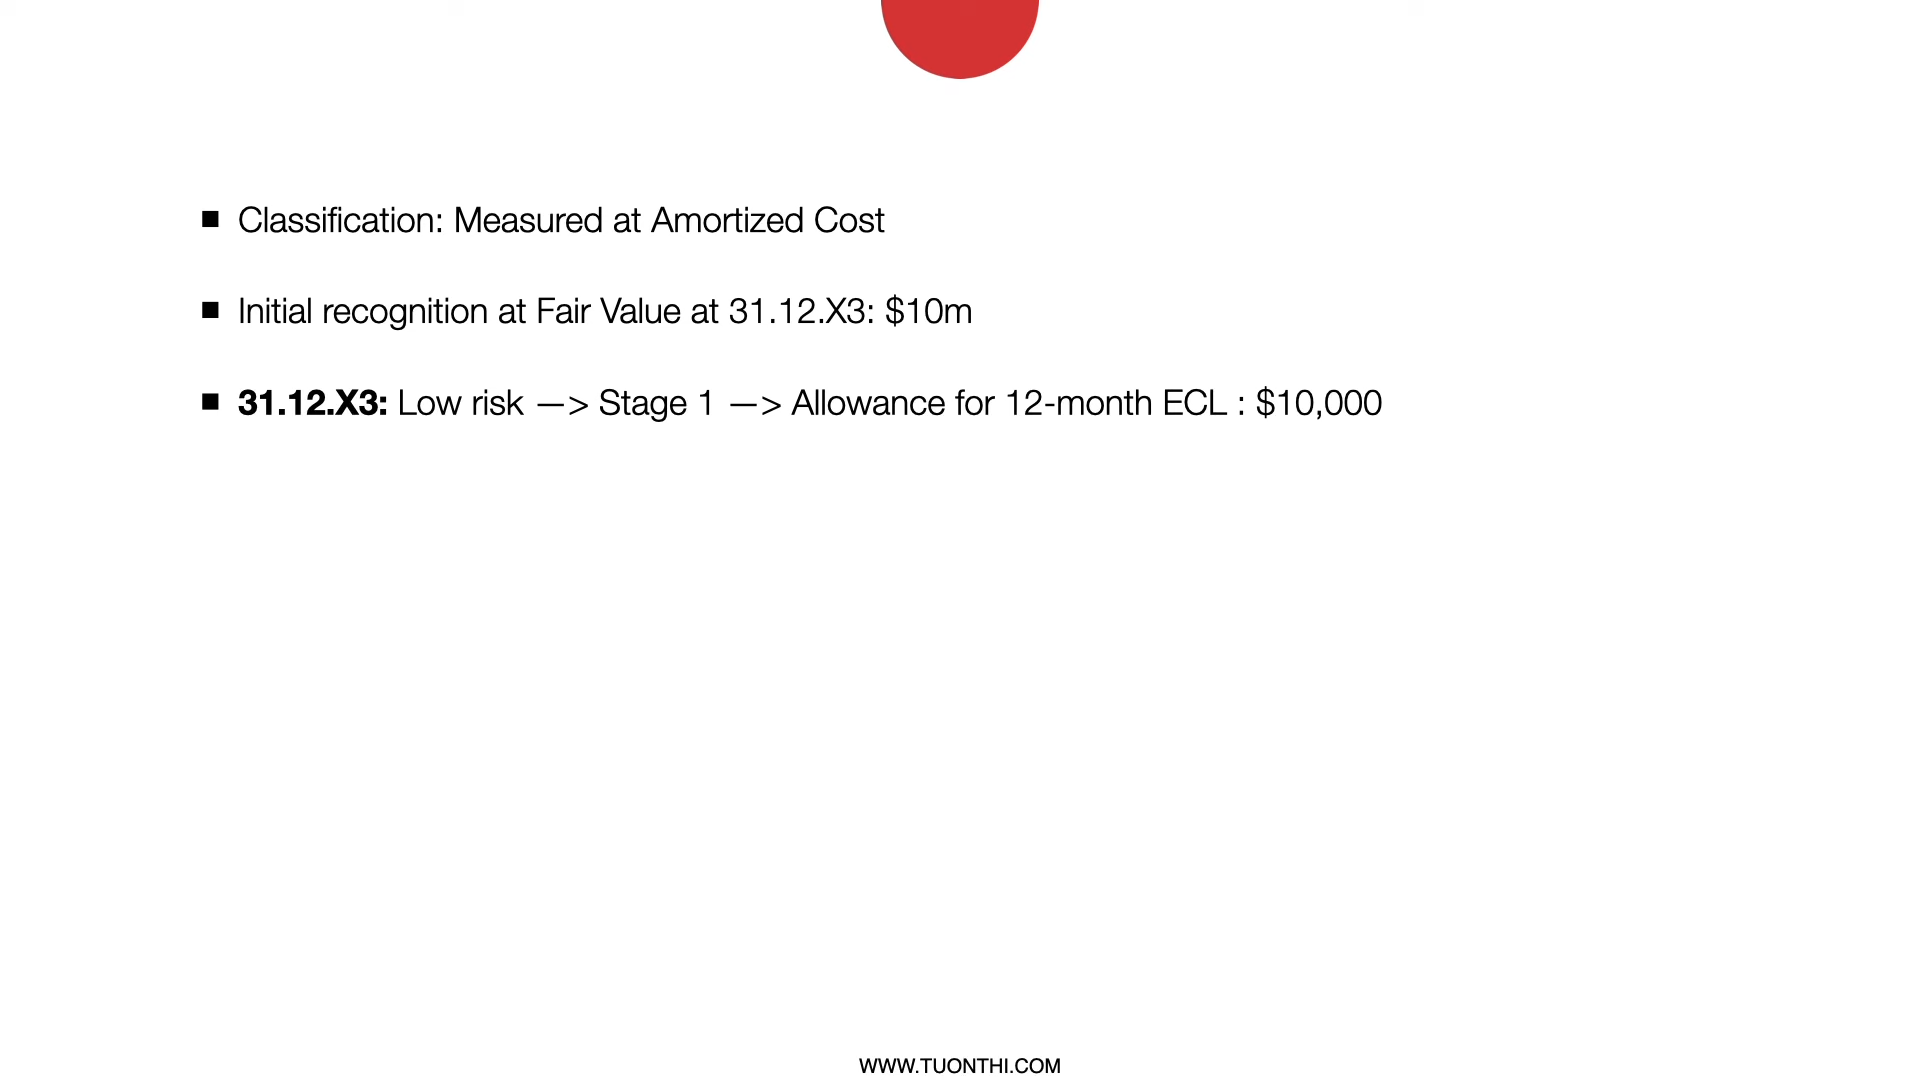 ■ Classification: Measured at Amortized Cost
■ Initial recognition at Fair Value at 31.12.X3: $10m
■ 31.12.X3: Low risk —> Stage 1 —> Allowance for 12-month ECL : $10,000
WWW.TUONTHI.COM